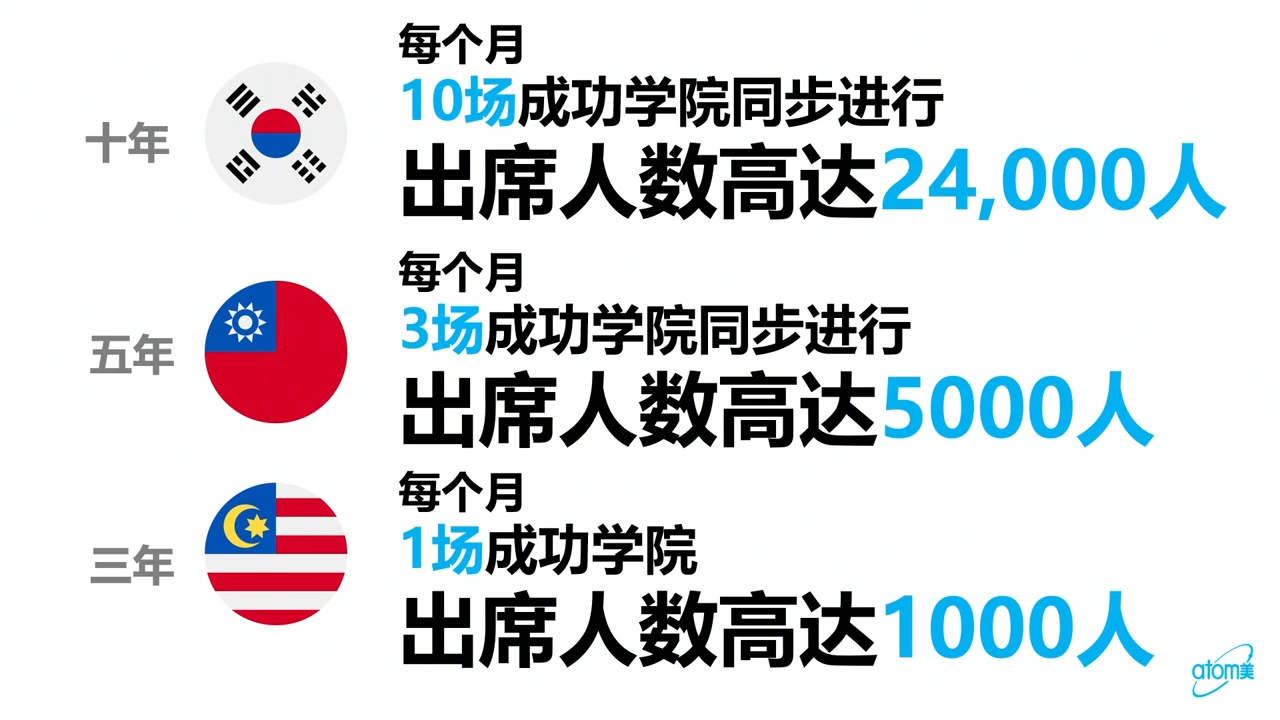 十年
每个月
10场成功学院同步进行
出席人数高达24,000人
五年
每个月
3场成功学院同步进行
出席人数高达5000人
三年
每个月
1场成功学院
出席人数高达1000人
atom美